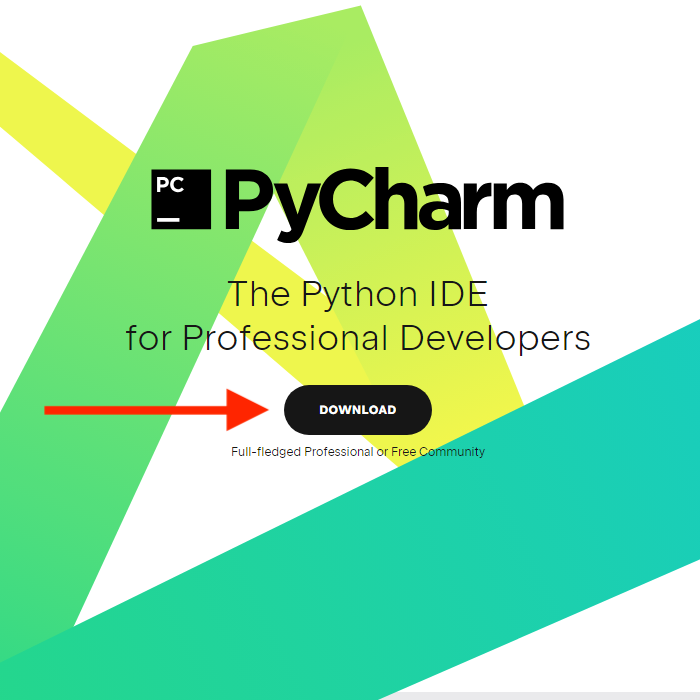 PC
PyCharm
The Python IDE
for Professional Developers
DOWNLOAD
Full-fledged Professional or Free Community